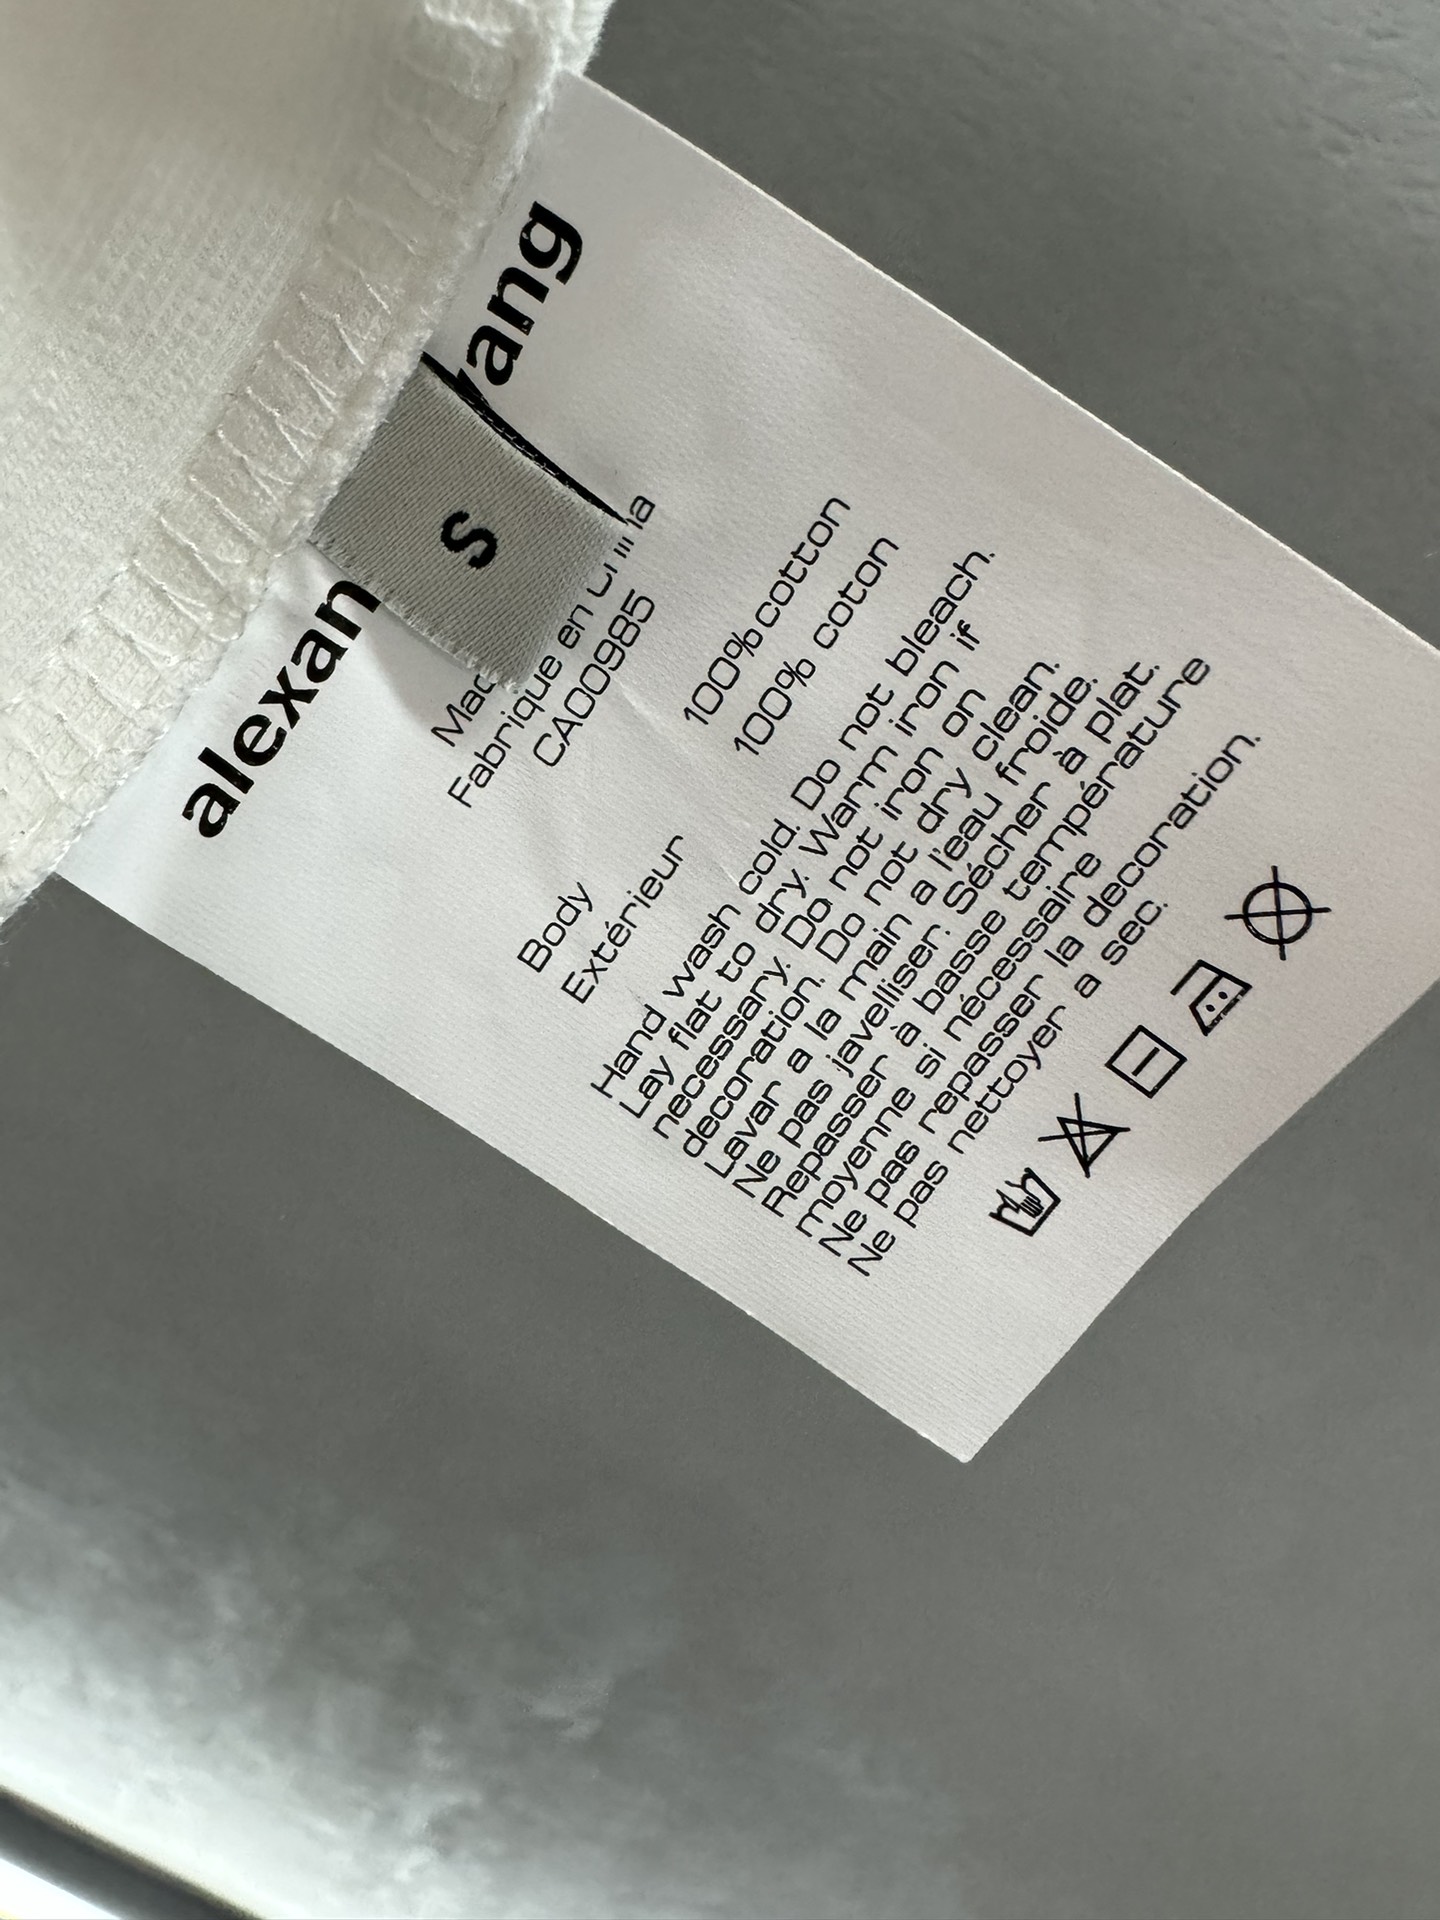 alexan
ang
S
Fabrique en
CA00985
Body 100% cotton
Extérieur 100% coton
Hand wash cold. Do not bleach.
Lay flat to dry. Warm iron if
necessary. Do not iron on
decoration. Do not dry clean.
Lavar a la main a l'eau froide.
Ne pas javelliser. Sécher à plat.
Repasser à basse température
moyenne si nécessaire
Ne pas repasser la decoration.
Ne pas nettoyer a sec.